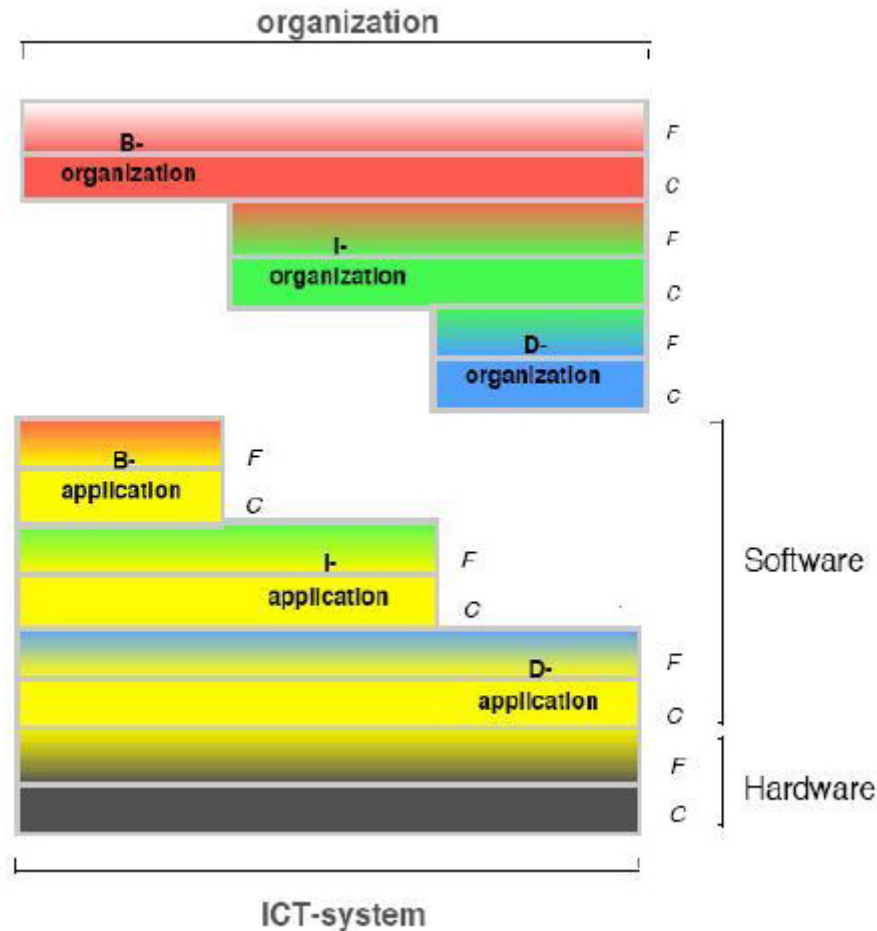 organization
B-
F
organization
C
I-
F
organization
C
D-
F
organization
C
B-
F
application
C
I-
F
application
C
Software
D-
F
application
C
F
Hardware
C
ICT-system